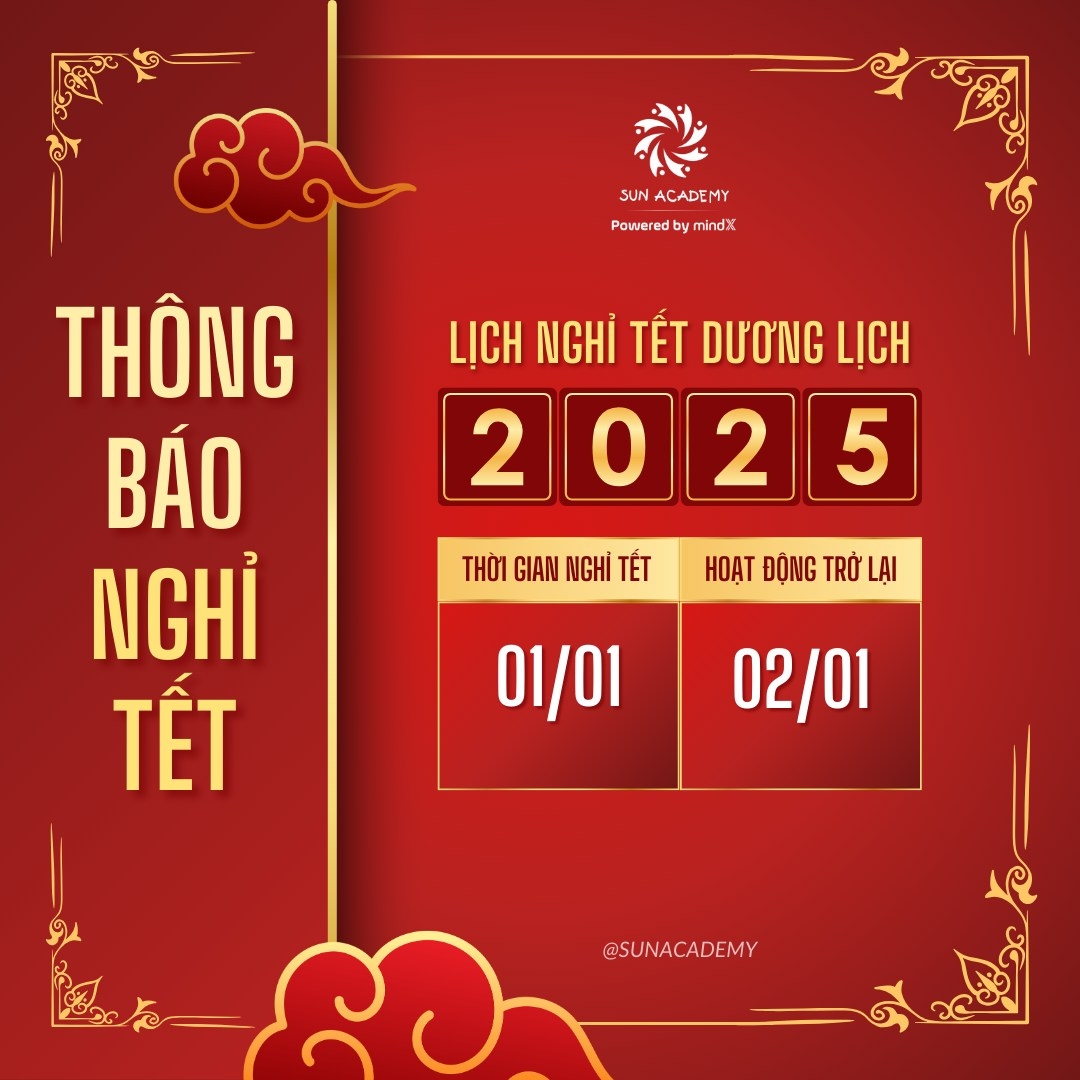 THÔNG
BÁO
NGHỈ
TẾT
SUN ACADEMY
Powered by mindX
LỊCH NGHỈ TẾT DƯƠNG LỊCH
2025
THỜI GIAN NGHỈ TẾT
HOẠT ĐỘNG TRỞ LẠI
01/01
02/01
@SUNACADEMY